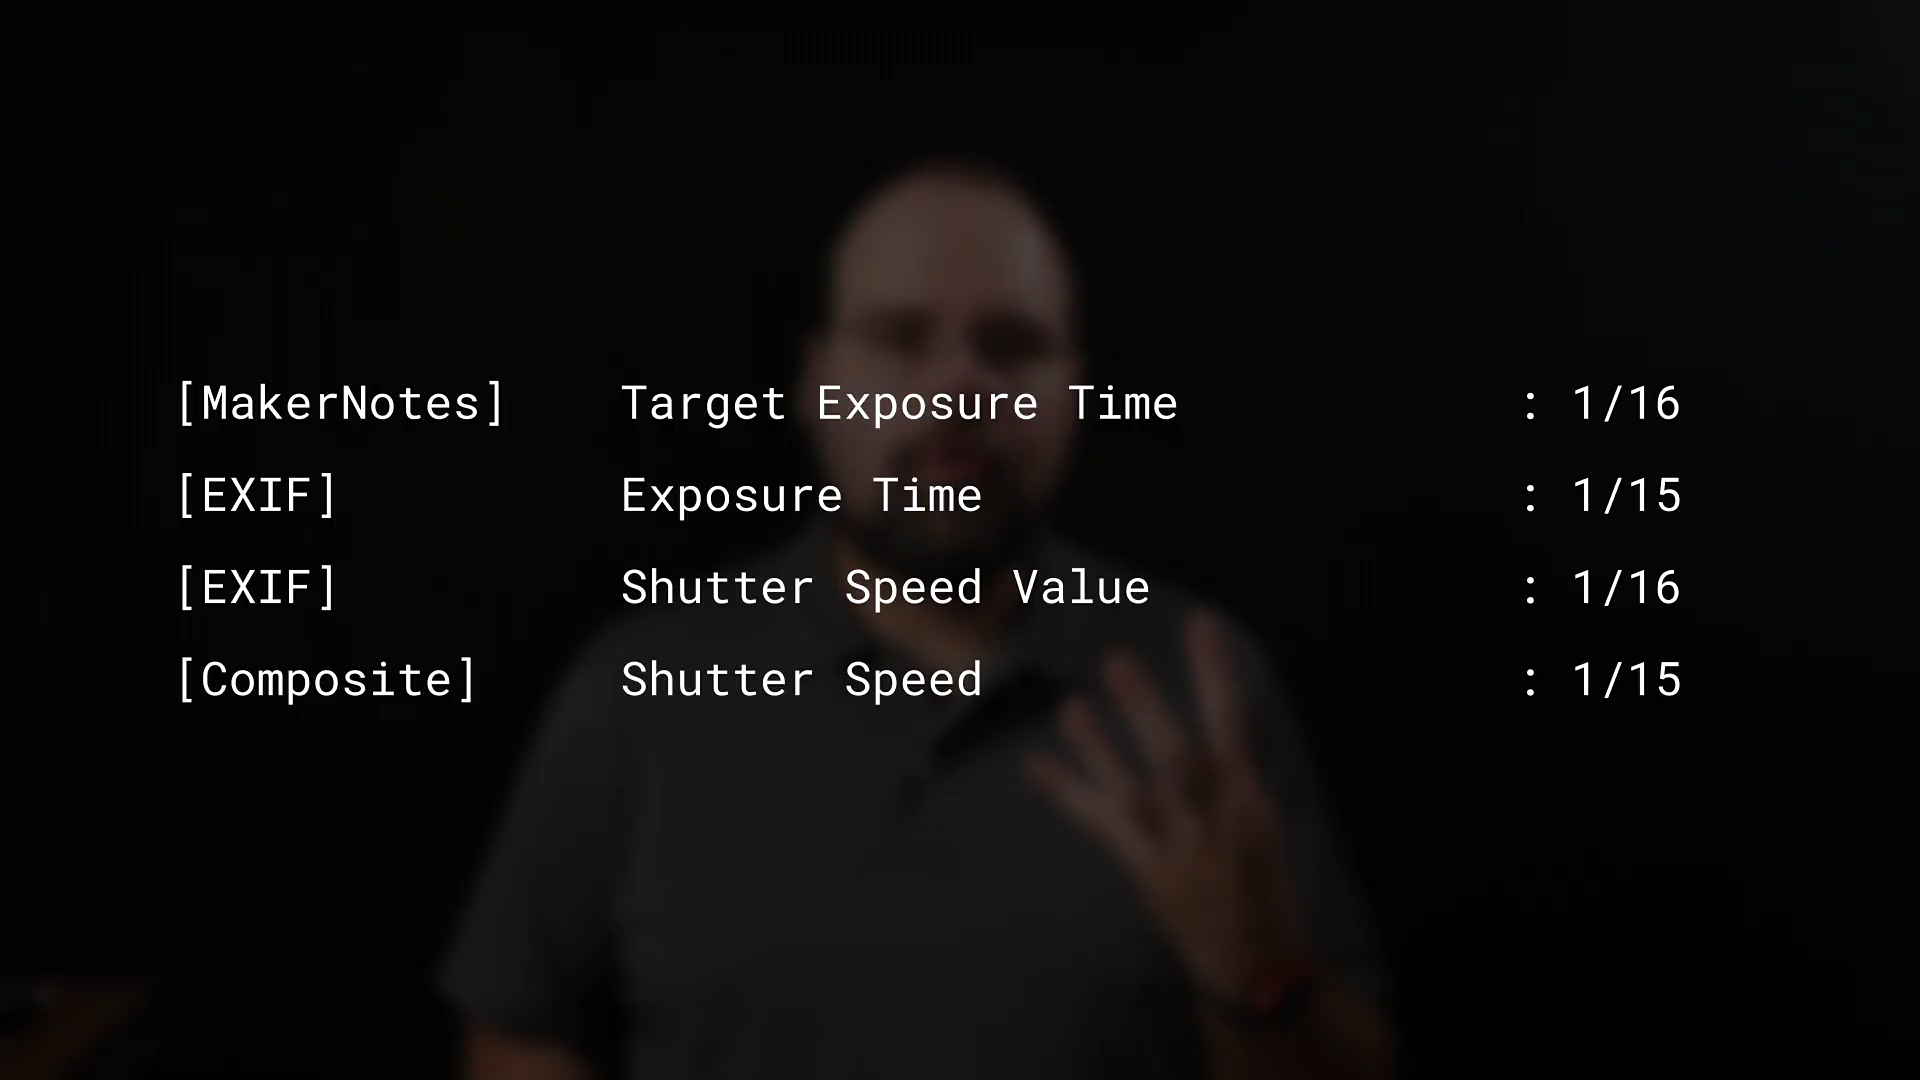 [MakerNotes] Target Exposure Time : 1/16
[EXIF] Exposure Time : 1/15
[EXIF] Shutter Speed Value : 1/16
[Composite] Shutter Speed : 1/15